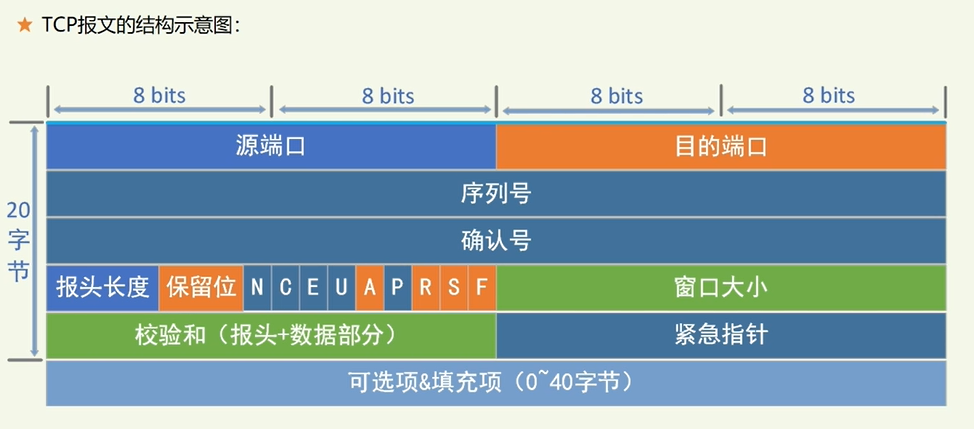 TCP报文的结构示意图：
8 bits 8 bits 8 bits 8 bits
20字节
源端口 目的端口
序列号
确认号
报头长度 保留位 N C E U A P R S F 窗口大小
校验和（报头+数据部分） 紧急指针
可选项&填充项（0~40字节）